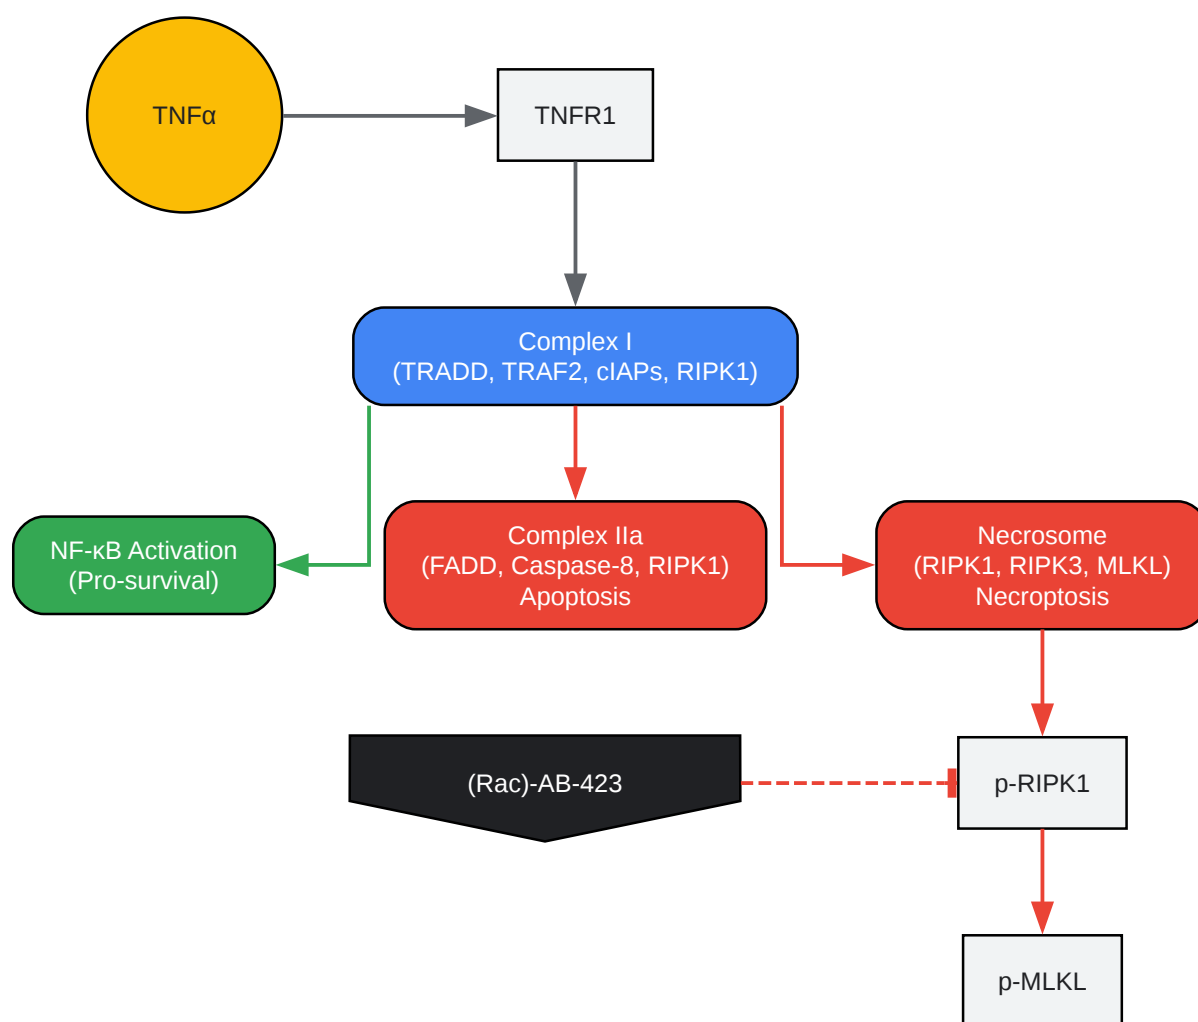 TNFα
TNFR1
Complex I
(TRADD, TRAF2, cIAPs, RIPK1)
NF-κB Activation
(Pro-survival)
Complex IIa
(FADD, Caspase-8, RIPK1)
Apoptosis
Necrosome
(RIPK1, RIPK3, MLKL)
Necroptosis
(Rac)-AB-423
p-RIPK1
p-MLKL